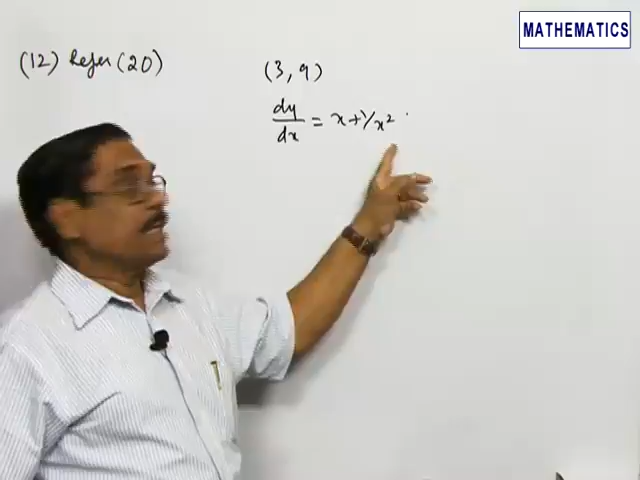 MATHEMATICS
(12) Refer (20)
(3, 9)
dy/dx = x + 1/x²